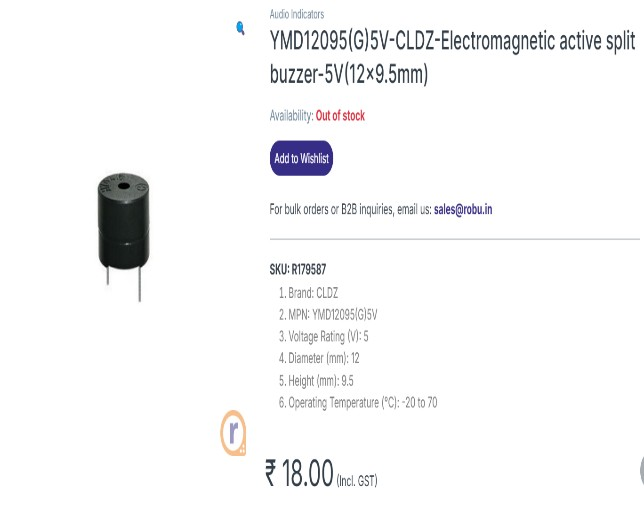 Audio Indicators
YMD12095(G)5V-CLDZ-Electromagnetic active split
buzzer-5V(12×9.5mm)
Availability: Out of stock
Add to Wishlist
For bulk orders or B2B inquiries, email us: sales@robu.in
SKU: R179587
1. Brand: CLDZ
2. MPN: YMD12095(G)5V
3. Voltage Rating (V): 5
4. Diameter (mm): 12
5. Height (mm): 9.5
6. Operating Temperature (°C): -20 to 70
r
₹ 18.00 (Incl. GST)